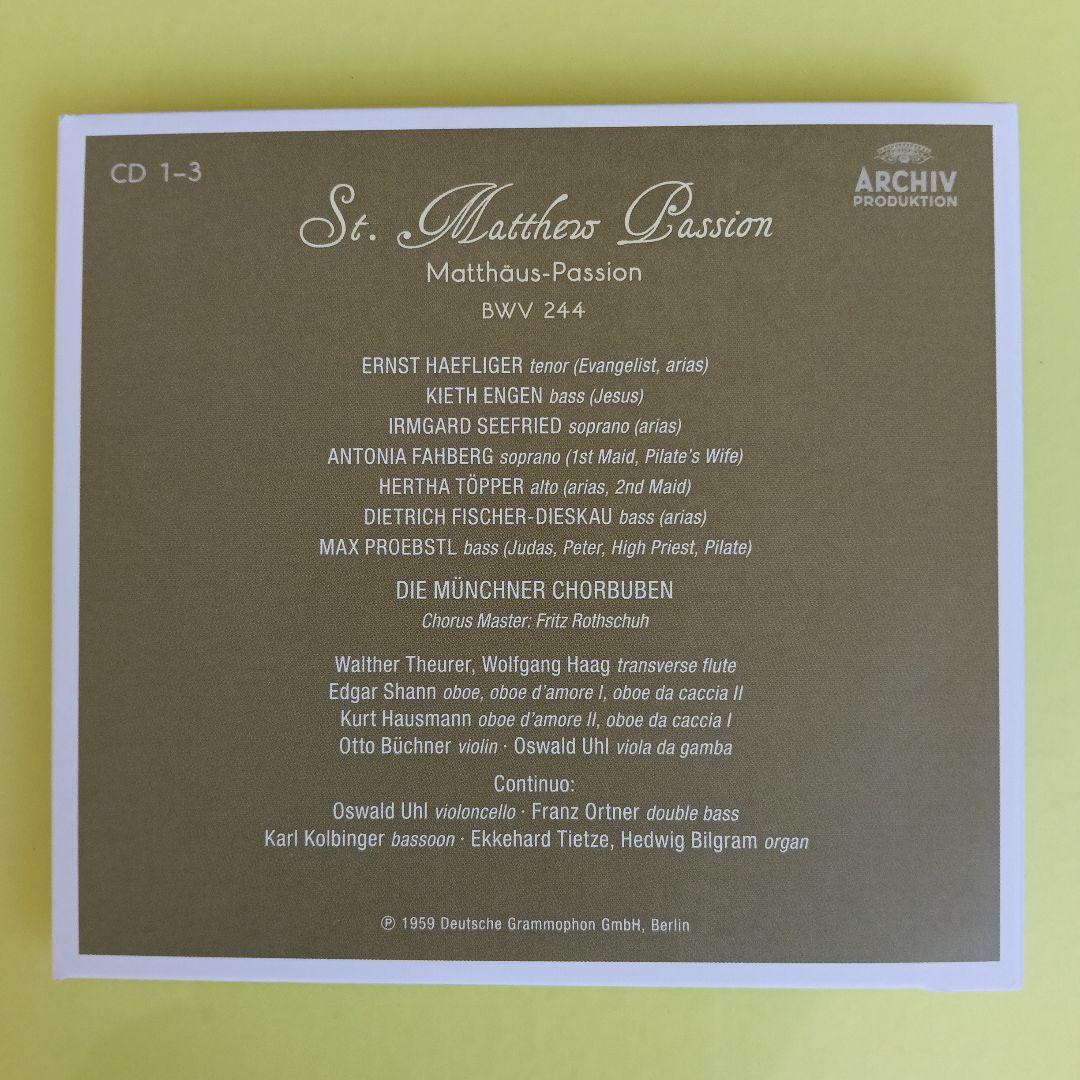 CD 1–3
ARCHIV
PRODUKTION
St. Matthew Passion
Matthäus-Passion
BWV 244
ERNST HAEFLIGER tenor (Evangelist, arias)
KIETH ENGEN bass (Jesus)
IRMGARD SEEFRIED soprano (arias)
ANTONIA FAHBERG soprano (1st Maid, Pilate's Wife)
HERTHA TÖPPER alto (arias, 2nd Maid)
DIETRICH FISCHER-DIESKAU bass (arias)
MAX PROEBSTL bass (Judas, Peter, High Priest, Pilate)
DIE MÜNCHNER CHORBUBEN
Chorus Master: Fritz Rothschuh
Walther Theurer, Wolfgang Haag transverse flute
Edgar Shann oboe, oboe d'amore I, oboe da caccia II
Kurt Hausmann oboe d'amore II, oboe da caccia I
Otto Büchner violin · Oswald Uhl viola da gamba
Continuo:
Oswald Uhl violoncello · Franz Ortner double bass
Karl Kolbinger bassoon · Ekkehard Tietze, Hedwig Bilgram organ
℗ 1959 Deutsche Grammophon GmbH, Berlin